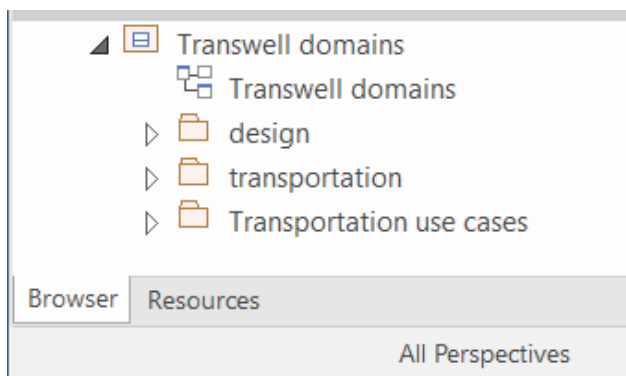 Transwell domains
Transwell domains
design
transportation
Transportation use cases
Browser Resources
All Perspectives